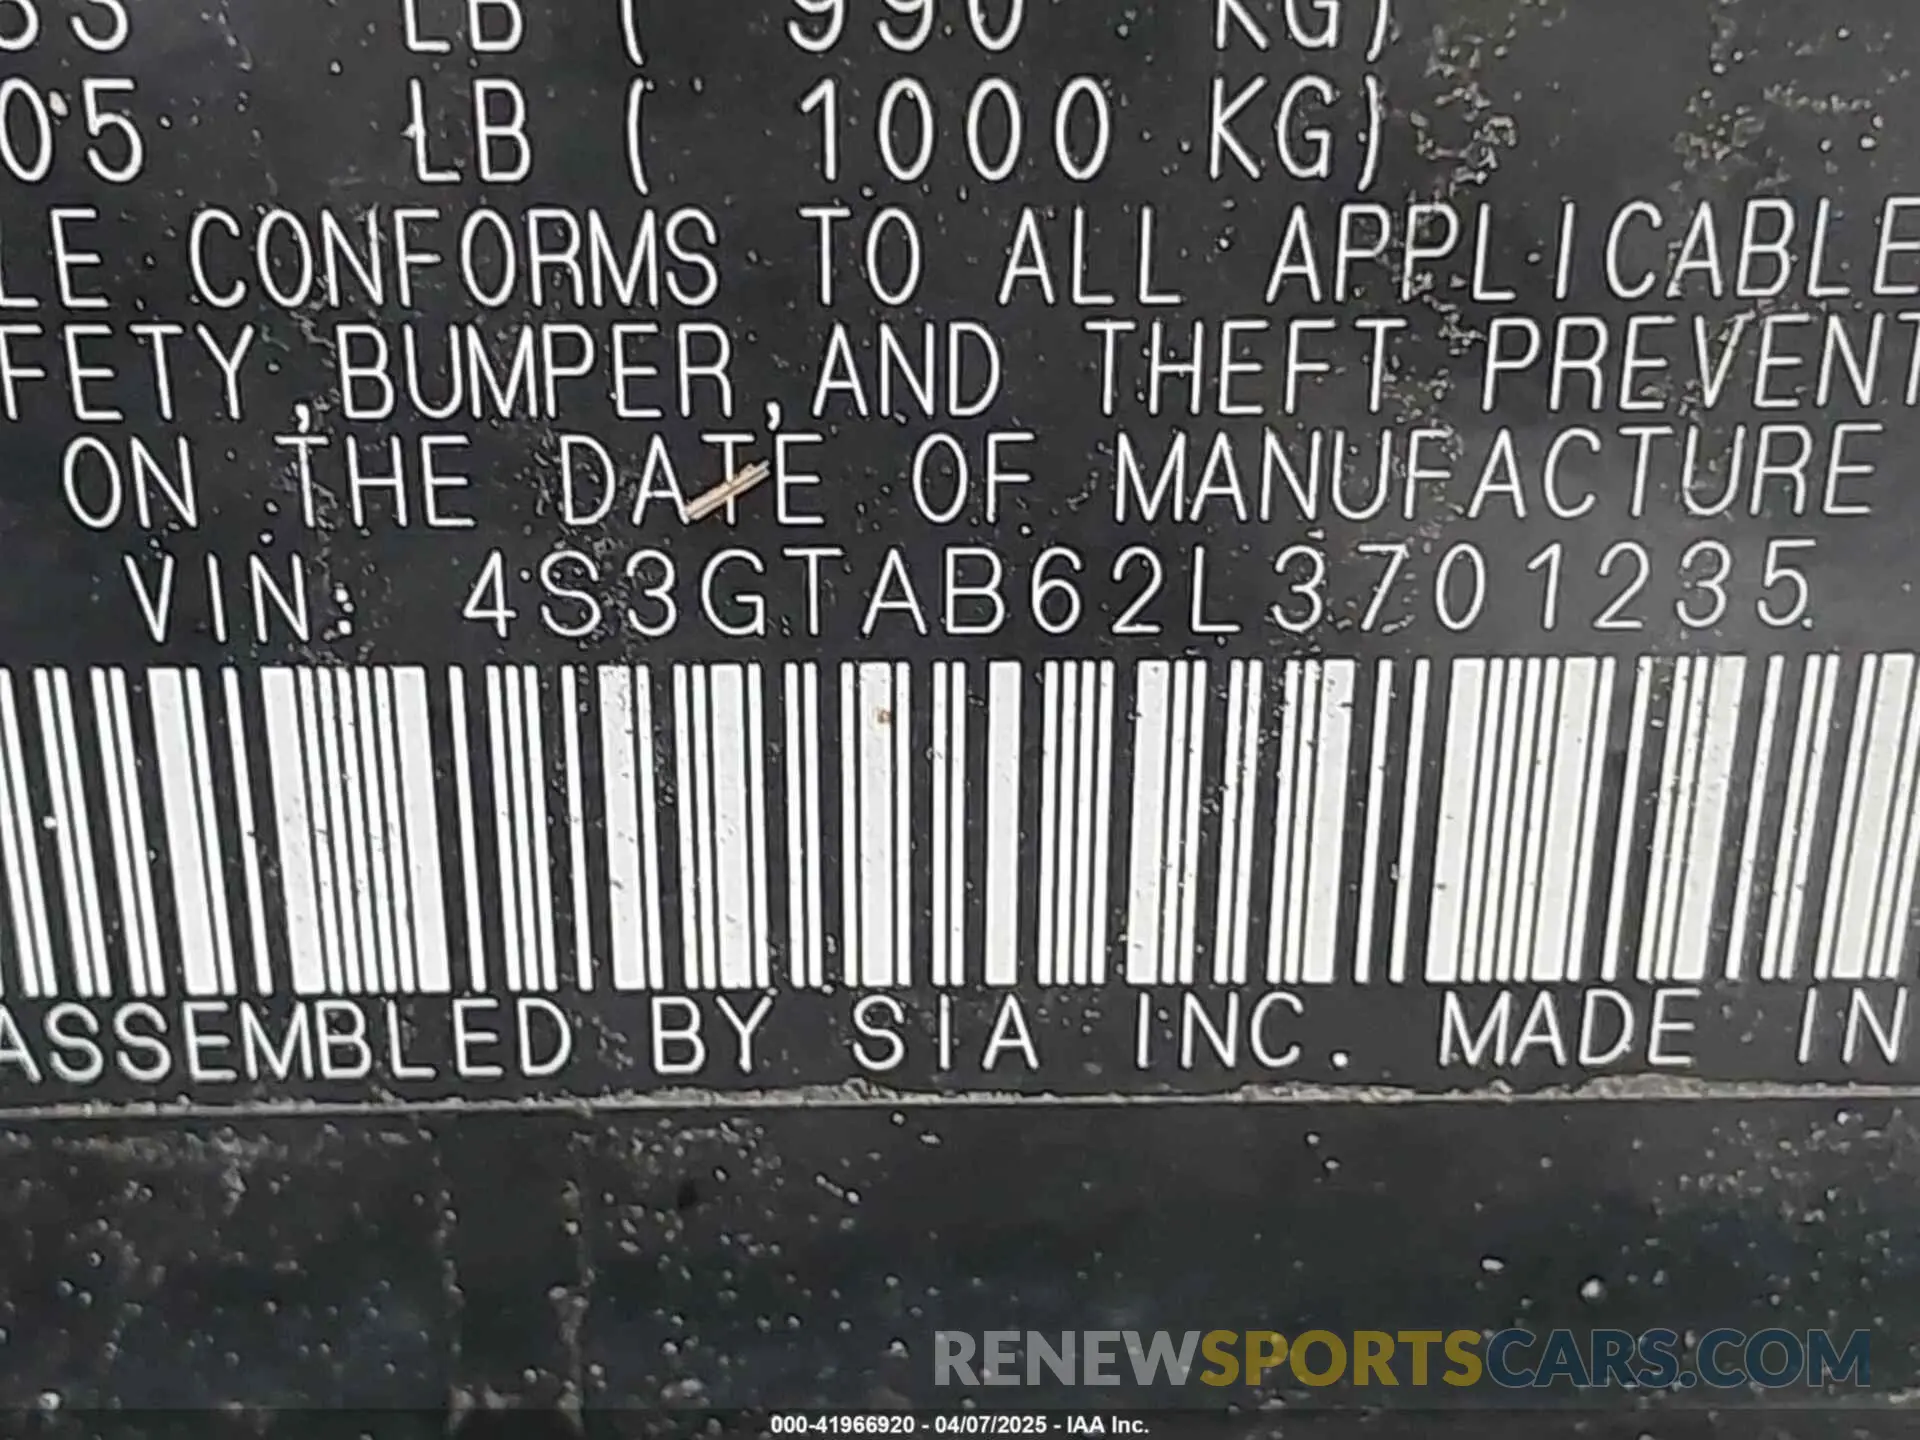 33 LB ( 990 KG)
05 LB ( 1000 KG)
LE CONFORMS TO ALL APPLICABLE
FETY,BUMPER,AND THEFT PREVENT
ON THE DATE OF MANUFACTURE
VIN: 4S3GTAB62L3701235
ASSEMBLED BY SIA INC. MADE IN
RENEWSPORTSCARS.COM
000-41966920 - 04/07/2025 - IAA Inc.